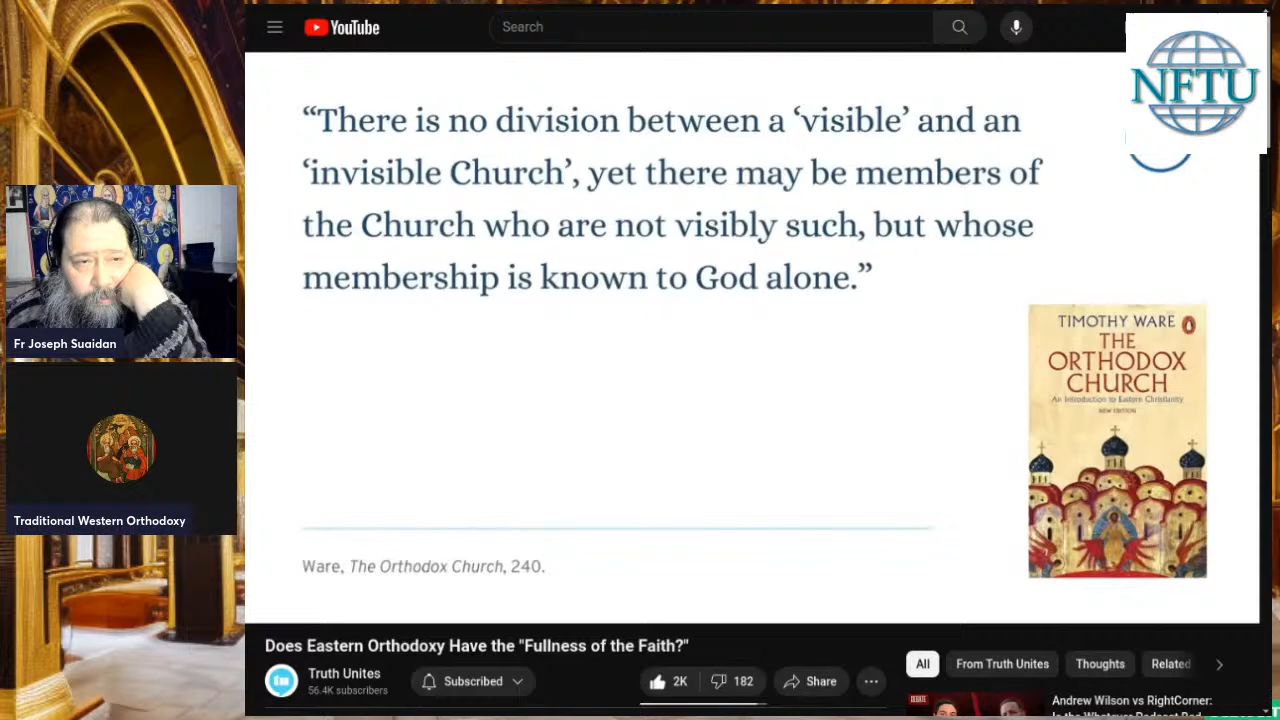 YouTube
Search
NFTU
“There is no division between a ‘visible’ and an
‘invisible Church’, yet there may be members of
the Church who are not visibly such, but whose
membership is known to God alone.”
TIMOTHY WARE
THE
ORTHODOX
CHURCH
An Introduction to Eastern Christianity
NEW EDITION
Ware, The Orthodox Church, 240.
Fr Joseph Suaidan
Traditional Western Orthodoxy
Does Eastern Orthodoxy Have the "Fullness of the Faith?"
Truth Unites
56.4K subscribers
Subscribed
2K
182
Share
All
From Truth Unites
Thoughts
Related
DEBATE
Andrew Wilson vs RightCorner: